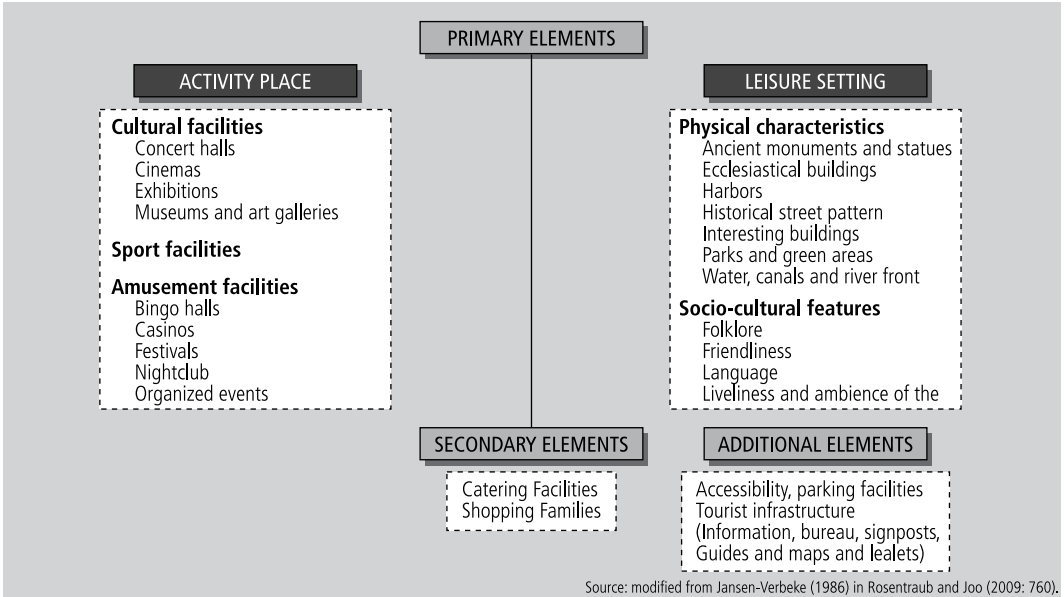 PRIMARY ELEMENTS
ACTIVITY PLACE
Cultural facilities
Concert halls
Cinemas
Exhibitions
Museums and art galleries
Sport facilities
Amusement facilities
Bingo halls
Casinos
Festivals
Nightclub
Organized events
LEISURE SETTING
Physical characteristics
Ancient monuments and statues
Ecclesiastical buildings
Harbors
Historical street pattern
Interesting buildings
Parks and green areas
Water, canals and river front
Socio-cultural features
Folklore
Friendliness
Language
Liveliness and ambience of the
SECONDARY ELEMENTS
Catering Facilities
Shopping Families
ADDITIONAL ELEMENTS
Accessibility, parking facilities
Tourist infrastructure
(Information, bureau, signposts,
Guides and maps and lealets)
Source: modified from Jansen-Verbeke (1986) in Rosentraub and Joo (2009: 760).